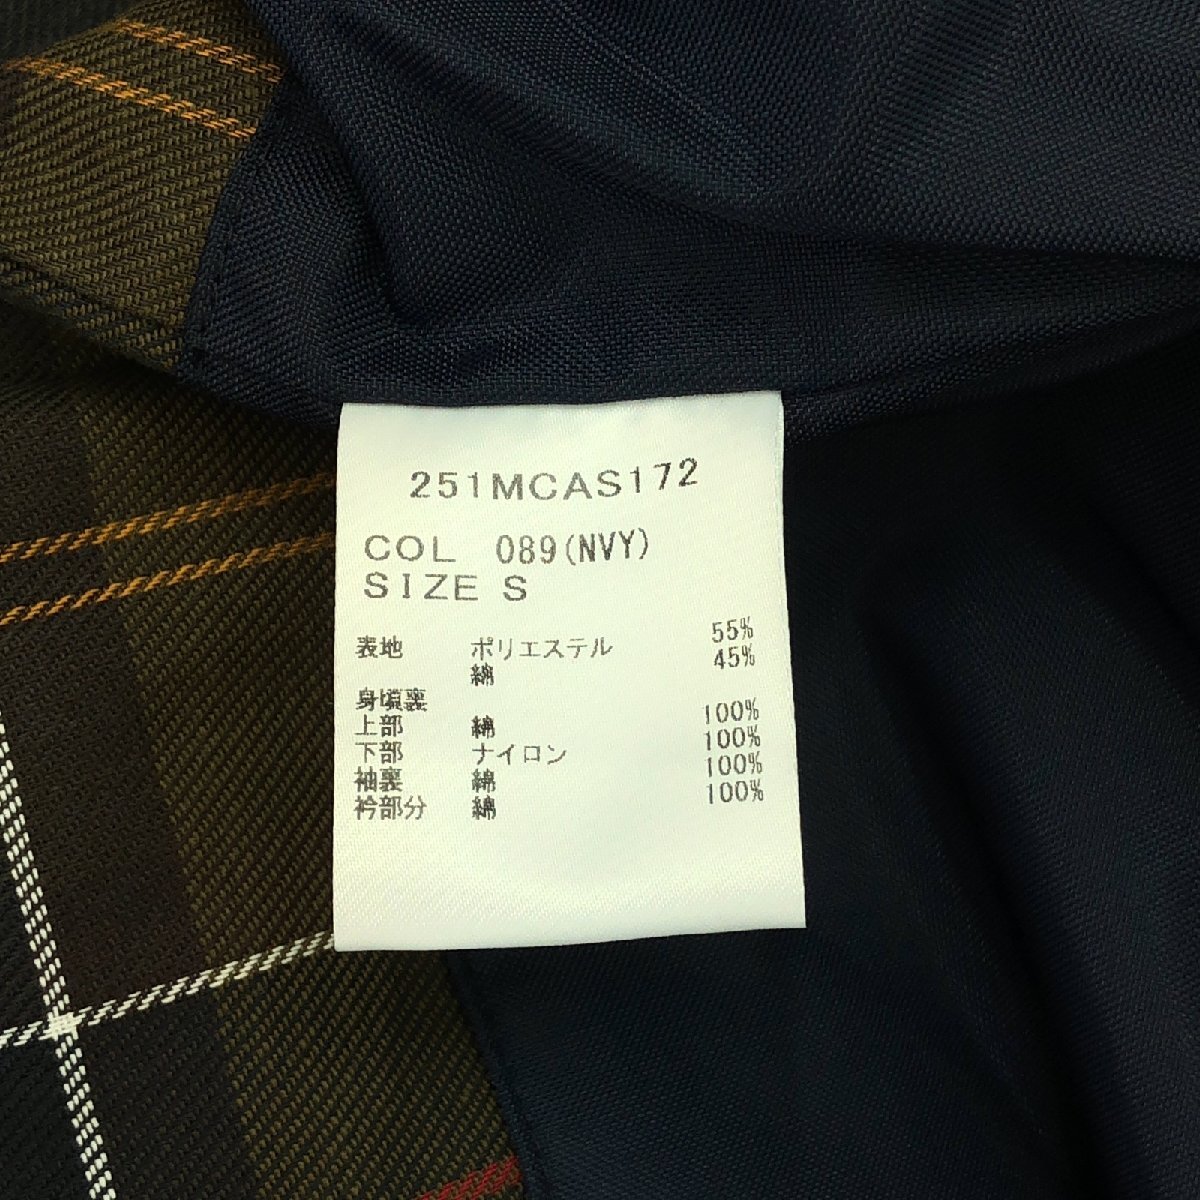 251MCAS172
COL 089(NVY)
SIZE S
表地 ポリエステル 55%
綿 45%
身頃裏
上部 綿 100%
下部 ナイロン 100%
袖裏 綿 100%
衿部分 綿 100%